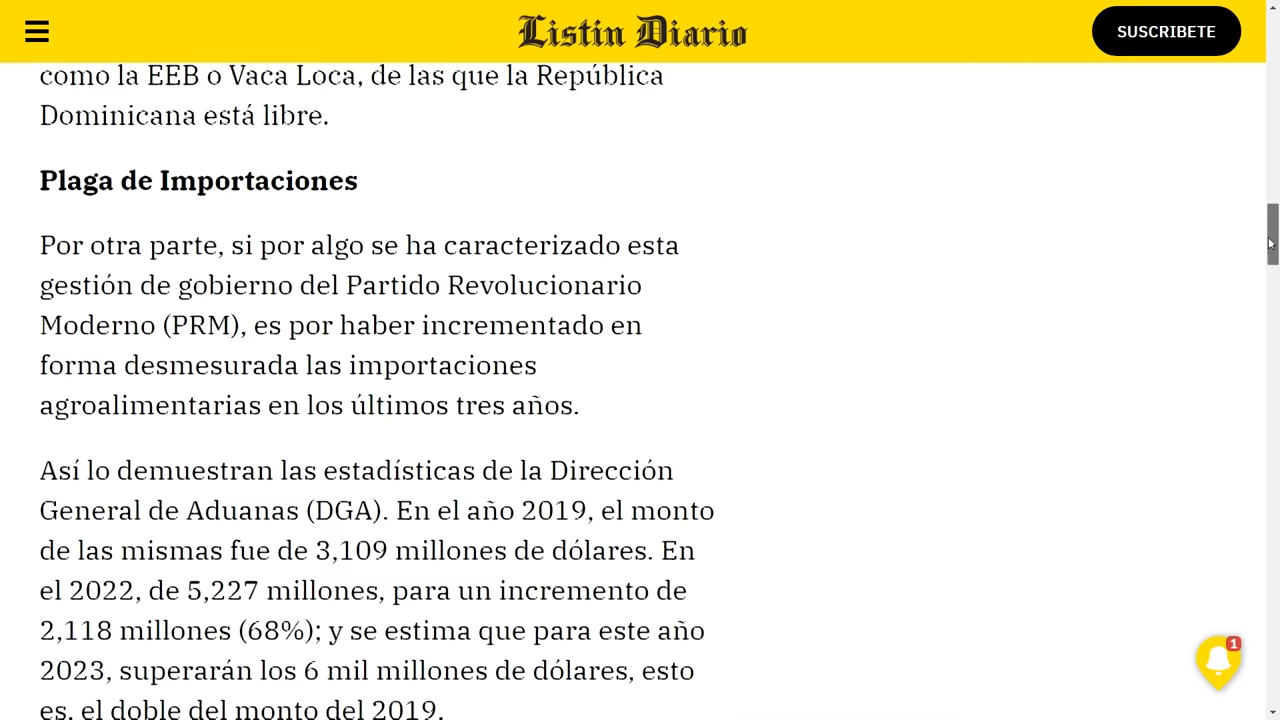 Listin Diario
SUSCRIBETE
como la EEB o Vaca Loca, de las que la República
Dominicana está libre.
Plaga de Importaciones
Por otra parte, si por algo se ha caracterizado esta
gestión de gobierno del Partido Revolucionario
Moderno (PRM), es por haber incrementado en
forma desmesurada las importaciones
agroalimentarias en los últimos tres años.
Así lo demuestran las estadísticas de la Dirección
General de Aduanas (DGA). En el año 2019, el monto
de las mismas fue de 3,109 millones de dólares. En
el 2022, de 5,227 millones, para un incremento de
2,118 millones (68%); y se estima que para este año
2023, superarán los 6 mil millones de dólares, esto
es, el doble del monto del 2019.
1